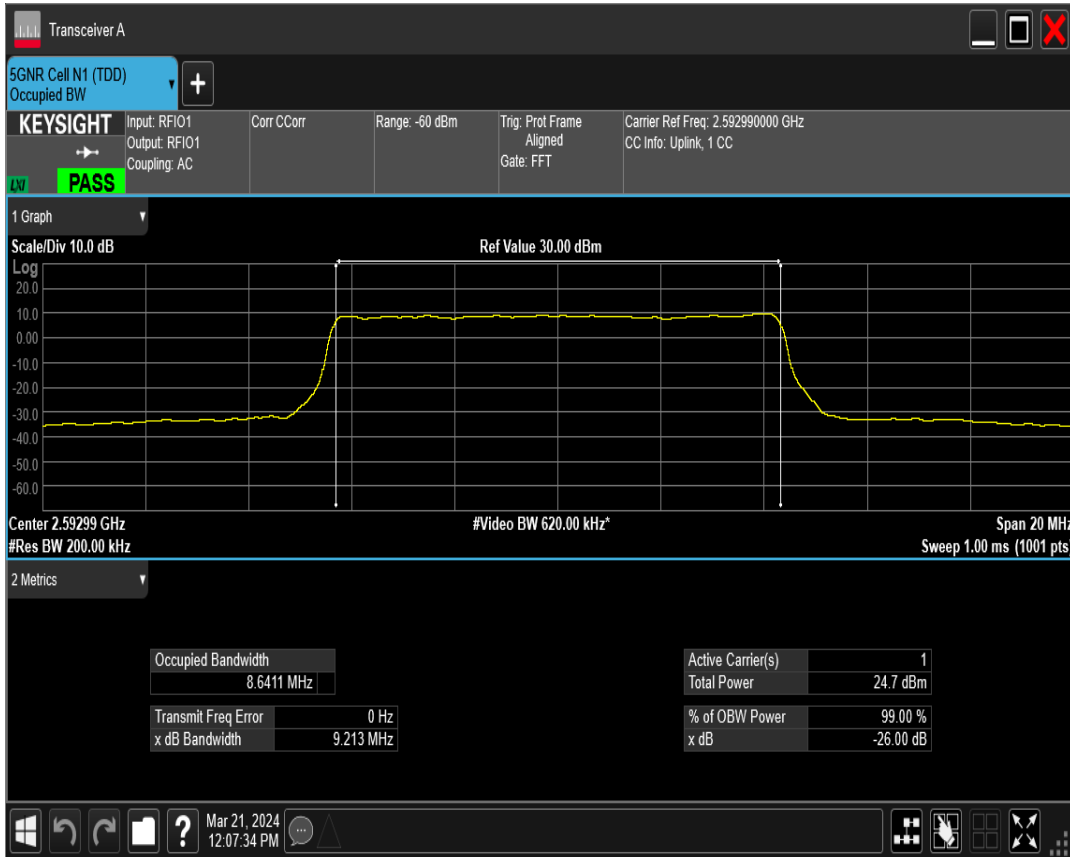 Transceiver A
5GNR Cell N1 (TDD)
Occupied BW
+
KEYSIGHT
LXI
PASS
Input: RFIO1
Output: RFIO1
Coupling: AC
Corr CCorr
Range: -60 dBm
Trig: Prot Frame
Aligned
Gate: FFT
Carrier Ref Freq: 2.592990000 GHz
CC Info: Uplink, 1 CC
1 Graph
Scale/Div 10.0 dB
Ref Value 30.00 dBm
Log
20.0
10.0
0.00
-10.0
-20.0
-30.0
-40.0
-50.0
-60.0
Center 2.59299 GHz
#Video BW 620.00 kHz*
Span 20 MHz
#Res BW 200.00 kHz
Sweep 1.00 ms (1001 pts)
2 Metrics
Occupied Bandwidth
8.6411 MHz
Transmit Freq Error 0 Hz
x dB Bandwidth 9.213 MHz
Active Carrier(s) 1
Total Power 24.7 dBm
% of OBW Power 99.00 %
x dB -26.00 dB
?
Mar 21, 2024
12:07:34 PM